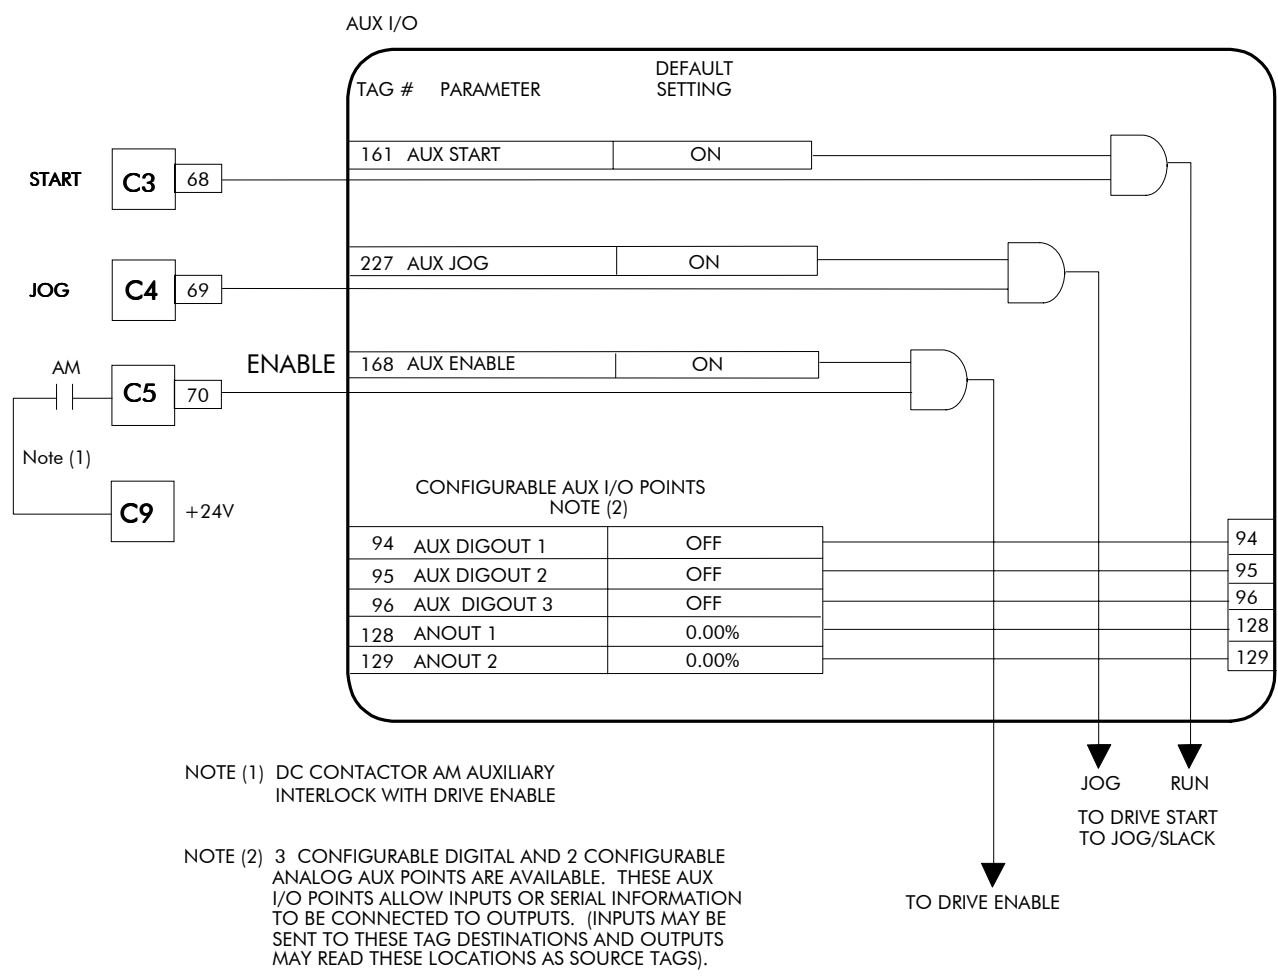 AUX I/O
DEFAULT
TAG # PARAMETER SETTING
161 AUX START ON
START C3 68
227 AUX JOG ON
JOG C4 69
ENABLE 168 AUX ENABLE ON
AM
C5 70
Note (1)
C9 +24V
CONFIGURABLE AUX I/O POINTS
NOTE (2)
94 AUX DIGOUT 1 OFF 94
95 AUX DIGOUT 2 OFF 95
96 AUX DIGOUT 3 OFF 96
128 ANOUT 1 0.00% 128
129 ANOUT 2 0.00% 129
NOTE (1) DC CONTACTOR AM AUXILIARY
INTERLOCK WITH DRIVE ENABLE
JOG RUN
TO DRIVE START
TO JOG/SLACK
NOTE (2) 3 CONFIGURABLE DIGITAL AND 2 CONFIGURABLE
ANALOG AUX POINTS ARE AVAILABLE. THESE AUX
I/O POINTS ALLOW INPUTS OR SERIAL INFORMATION
TO BE CONNECTED TO OUTPUTS. (INPUTS MAY BE
SENT TO THESE TAG DESTINATIONS AND OUTPUTS
MAY READ THESE LOCATIONS AS SOURCE TAGS).
TO DRIVE ENABLE